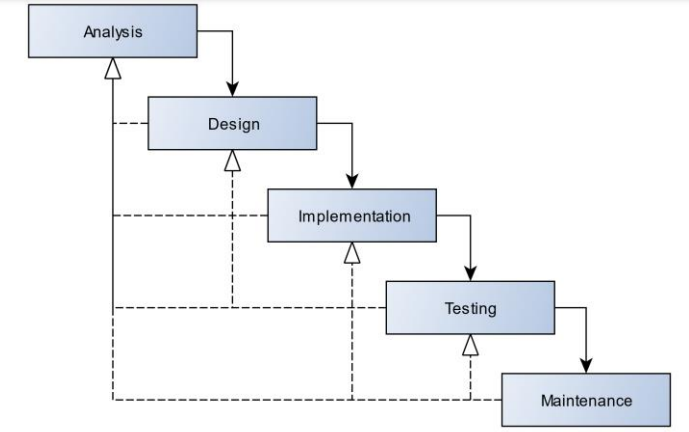 Analysis
Design
Implementation
Testing
Maintenance